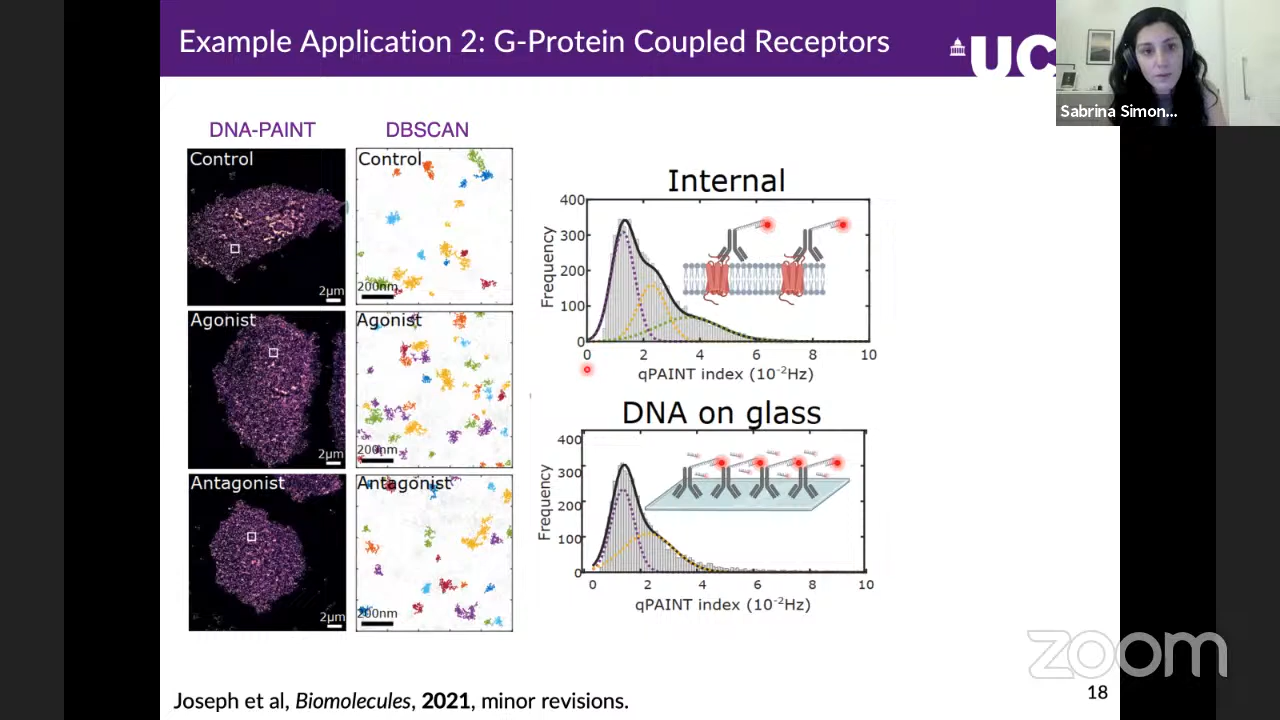 Example Application 2: G-Protein Coupled Receptors
UC
Sabrina Simon...
DNA-PAINT
DBSCAN
Control
2μm
Control
200nm
Agonist
2μm
Agonist
200nm
Antagonist
2μm
Antagonist
200nm
Internal
400
300
200
100
0
Frequency
0 2 4 6 8 10
qPAINT index (10⁻²Hz)
DNA on glass
400
300
200
100
0
Frequency
0 2 4 6 8 10
qPAINT index (10⁻²Hz)
Joseph et al, Biomolecules, 2021, minor revisions.
zoom
18